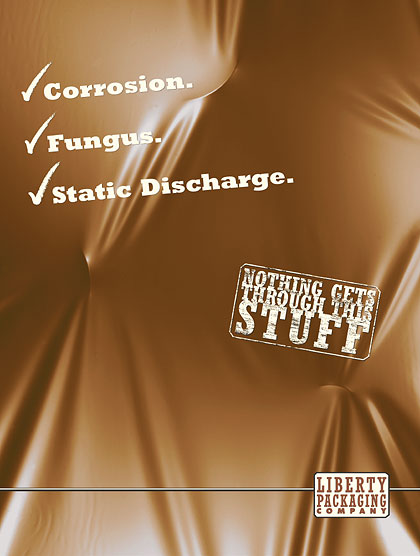 Corrosion.
Fungus.
Static Discharge.
NOTHING GETS
THROUGH THIS
STUFF
LIBERTY
PACKAGING
COMPANY